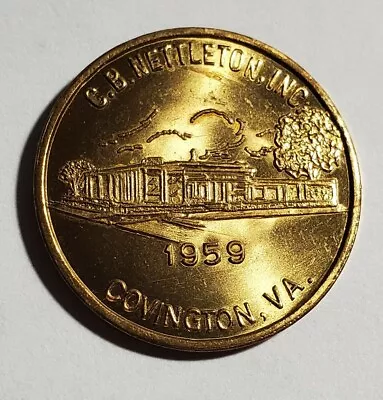 C.B. NETTLETON, INC.
1959
COVINGTON, VA.